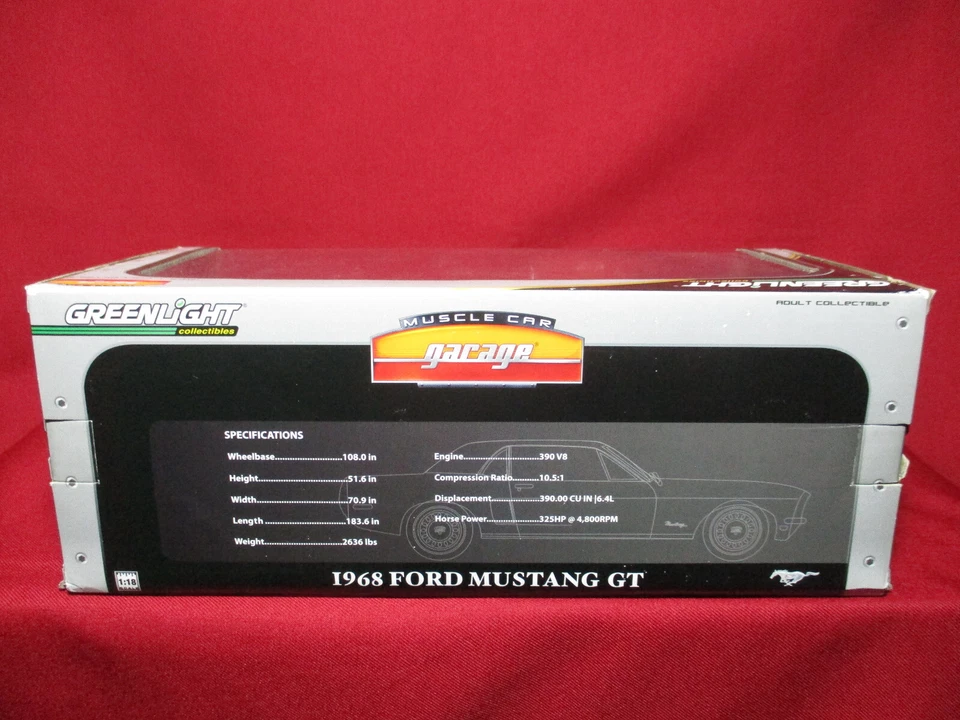 GREENLIGHT
GREENLIGHT®
collectibles
ADULT COLLECTIBLE
MUSCLE CAR
garage
SPECIFICATIONS
Wheelbase..............................108.0 in
Height.......................................51.6 in
Width........................................70.9 in
Length ....................................183.6 in
Weight...................................2636 lbs
Engine.................................390 V8
Compression Ratio.........10.5:1
Displacement.....................390.00 CU IN |6.4L
Horse Power.......................325HP @ 4,800RPM
Mustang
1:18
1968 FORD MUSTANG GT